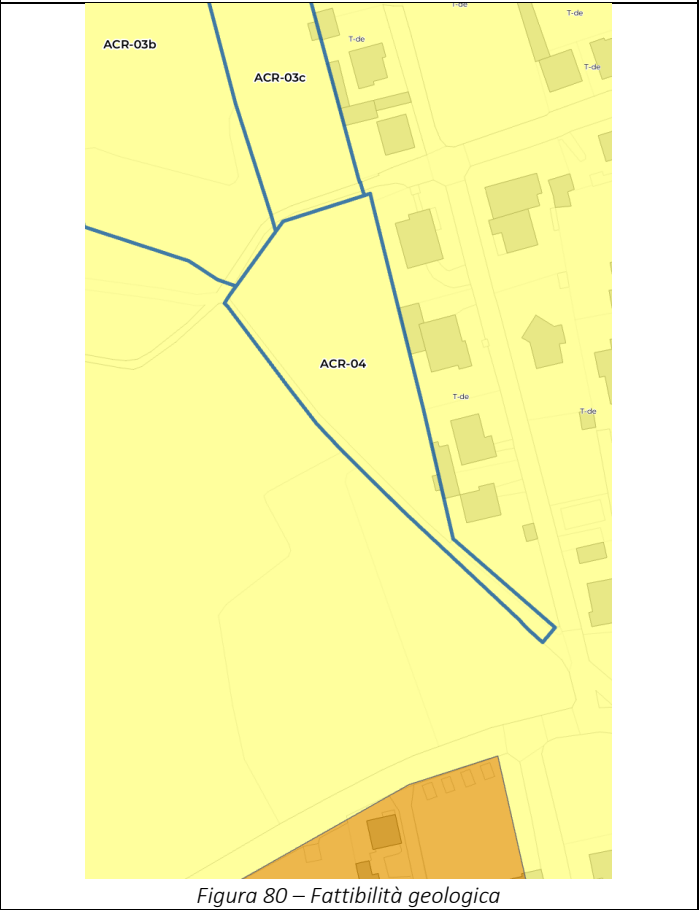 T-de
T-de
ACR-03b
T-de
ACR-03c
T-de
ACR-04
T-de
T-de
Figura 80 – Fattibilità geologica